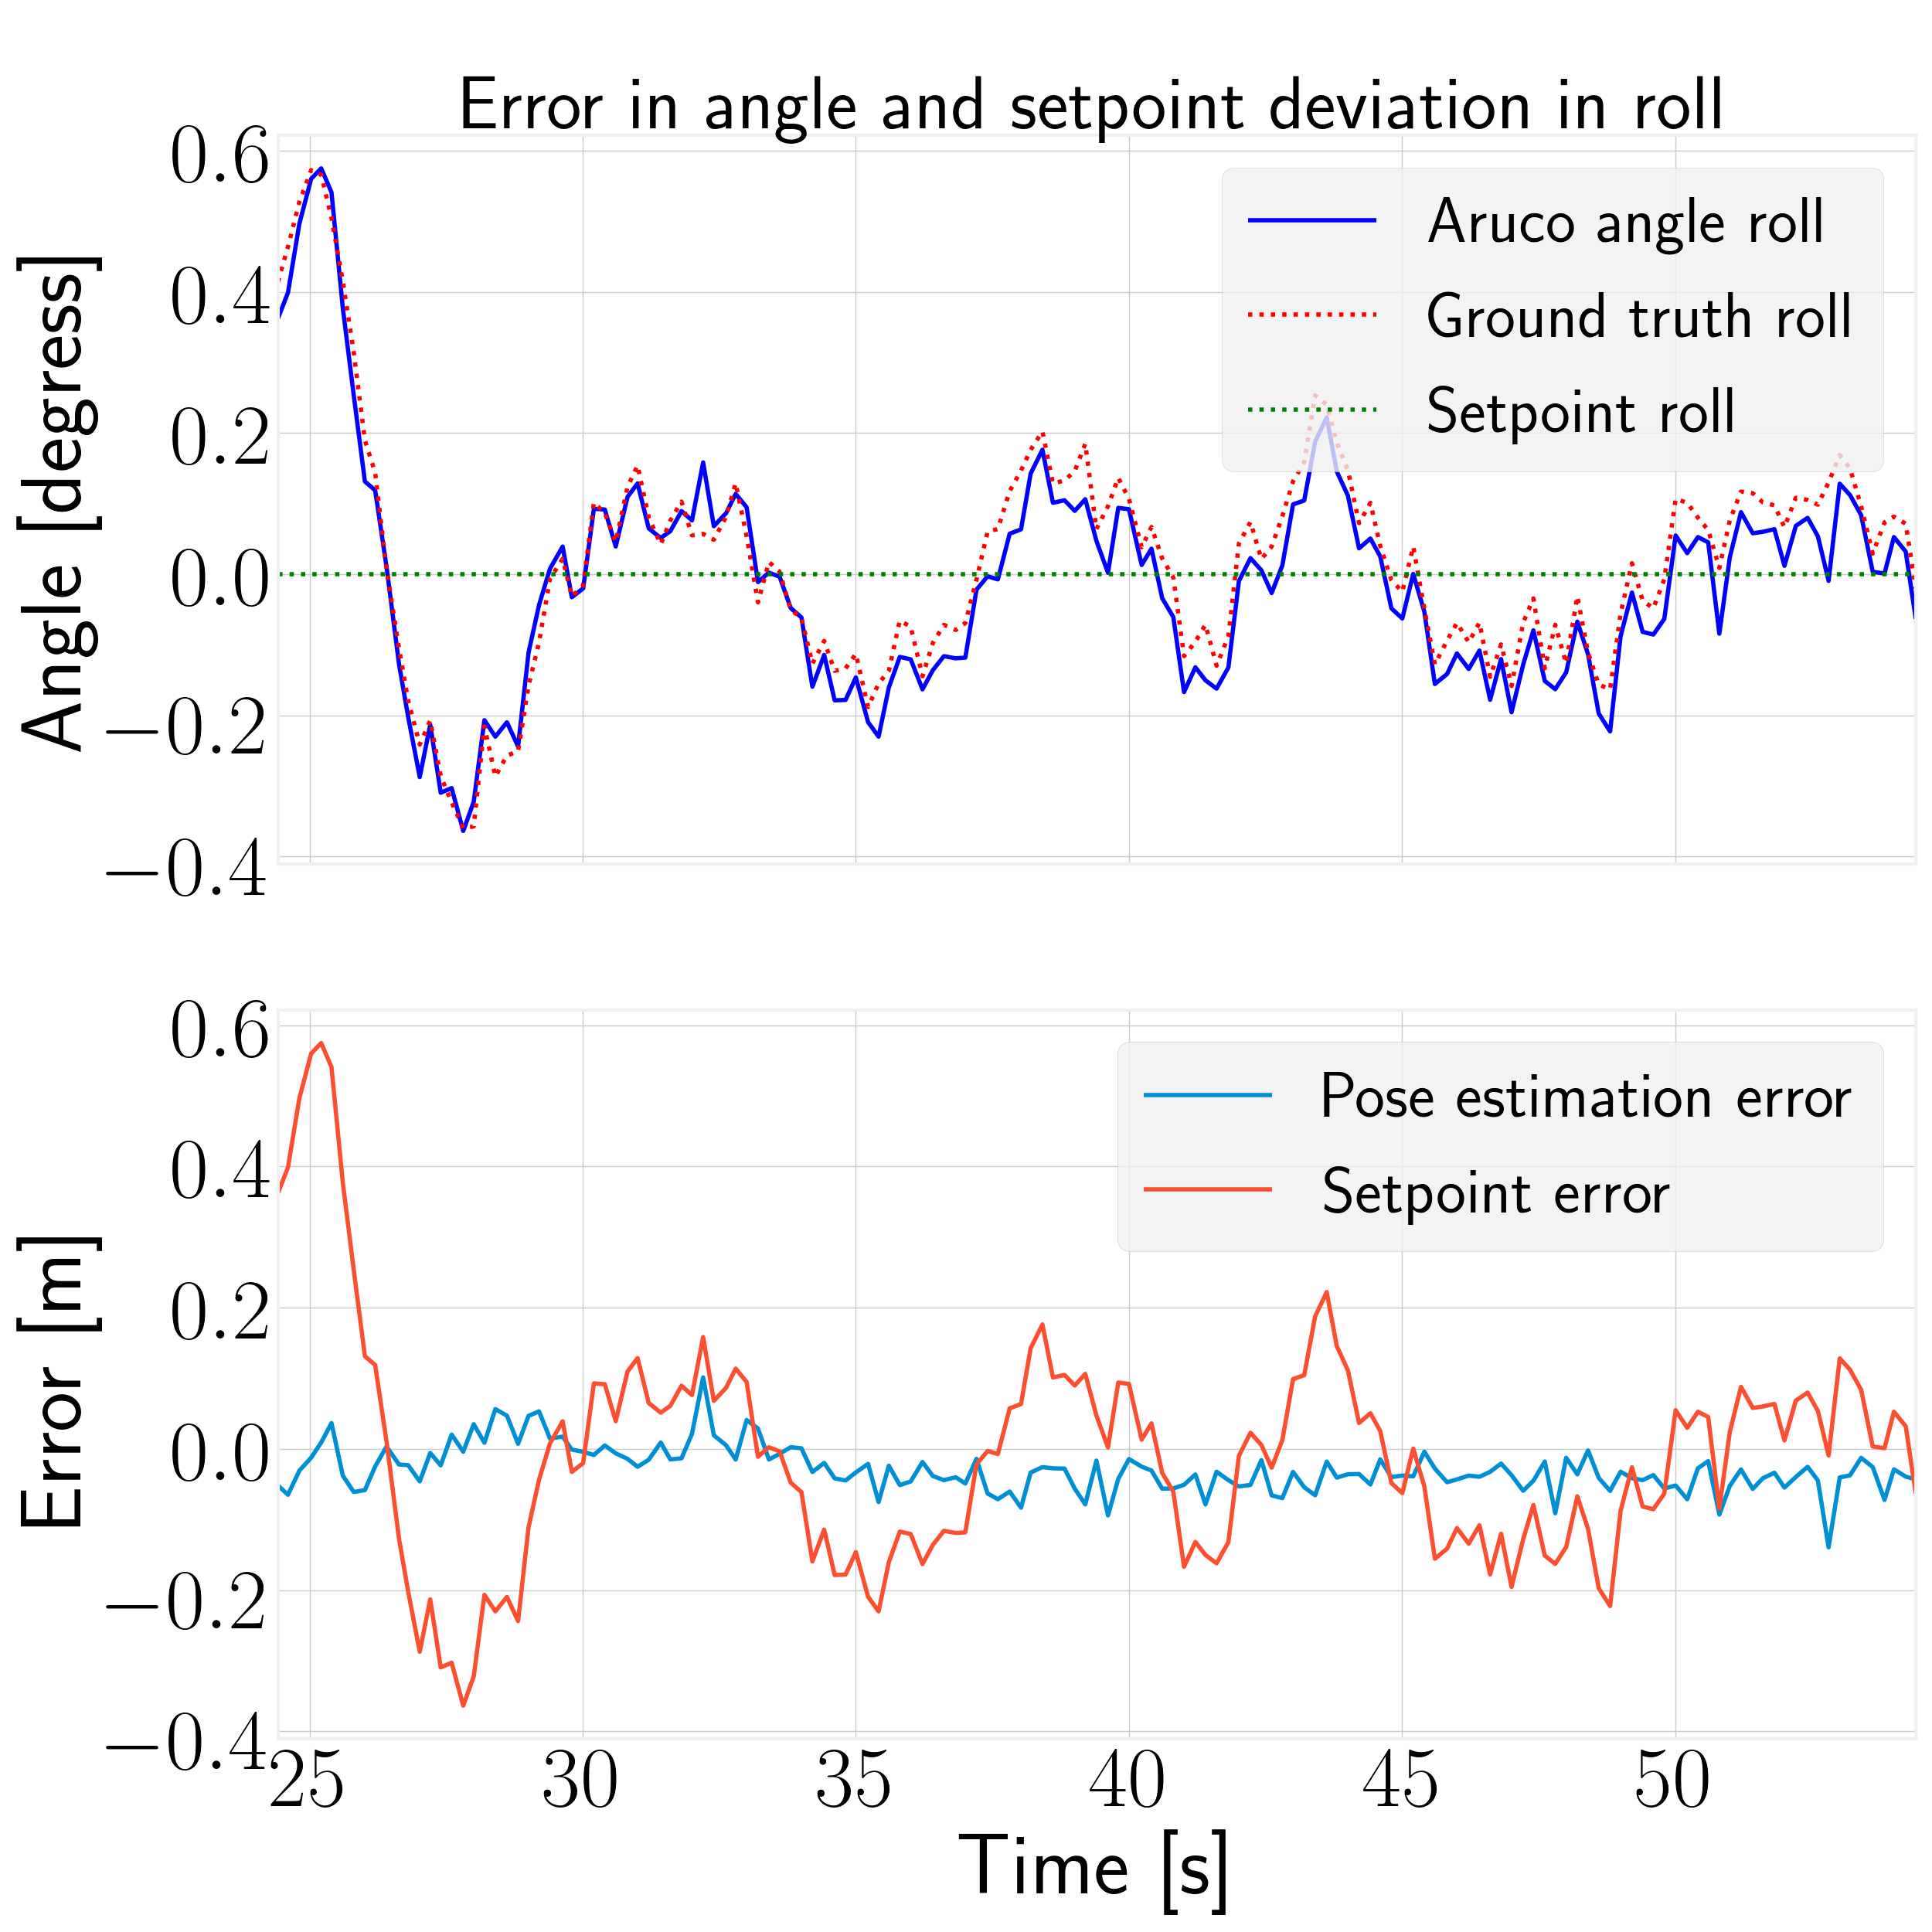 Error in angle and setpoint deviation in roll
Angle [degress]
0.6
0.4
0.2
0.0
−0.2
−0.4
Aruco angle roll
Ground truth roll
Setpoint roll
Error [m]
0.6
0.4
0.2
0.0
−0.2
−0.4
Pose estimation error
Setpoint error
25 30 35 40 45 50
Time [s]